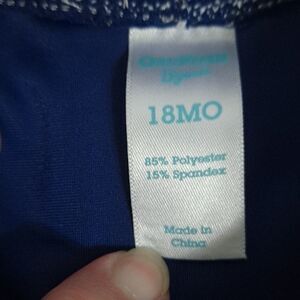 18MO
85% Polyester
15% Spandex
Made in
China